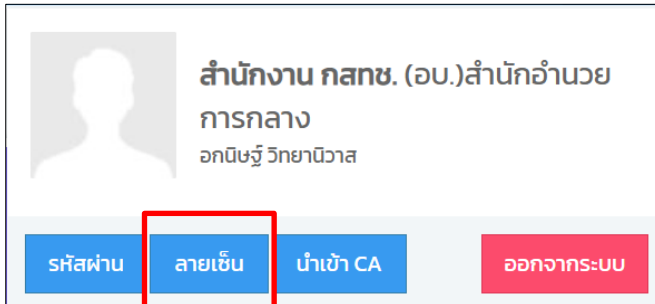 สำนักงาน กสทช. (อบ.)สำนักอำนวย
การกลาง
อกนิษฐ์ วิทยานิวาส
รหัสผ่าน ลายเซ็น นำเข้า CA ออกจากระบบ